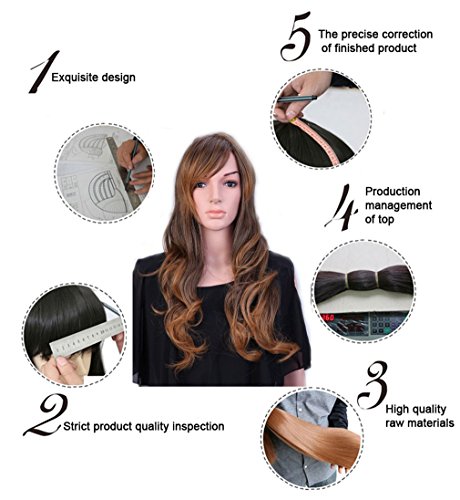 1
Exquisite design
5
The precise correction
of finished product
4
Production
management
of top
2
Strict product quality inspection
3
High quality
raw materials